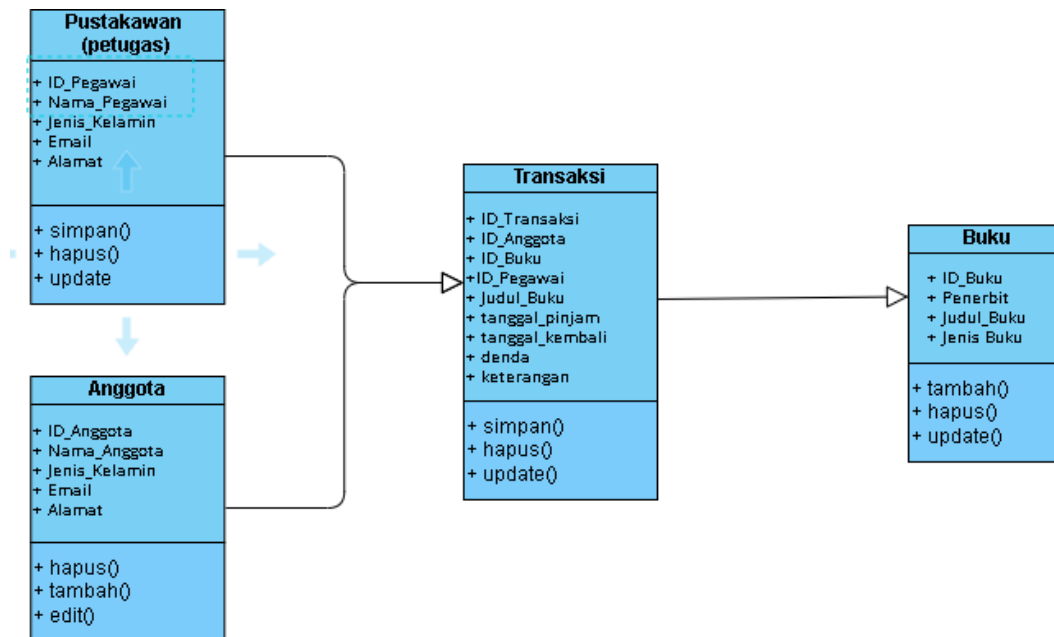 Pustakawan
(petugas)
+ ID_Pegawai
+ Nama_Pegawai
+ Jenis_Kelamin
+ Email
+ Alamat
+ simpan()
+ hapus()
+ update
Anggota
+ ID_Anggota
+ Nama_Anggota
+ Jenis_Kelamin
+ Email
+ Alamat
+ hapus()
+ tambah()
+ edit()
Transaksi
+ ID_Transaksi
+ ID_Anggota
+ ID_Buku
+ID_Pegawai
+ Judul_Buku
+ tanggal_pinjam
+ tanggal_kembali
+ denda
+ keterangan
+ simpan()
+ hapus()
+ update()
Buku
+ ID_Buku
+ Penerbit
+ Judul_Buku
+ Jenis Buku
+ tambah()
+ hapus()
+ update()